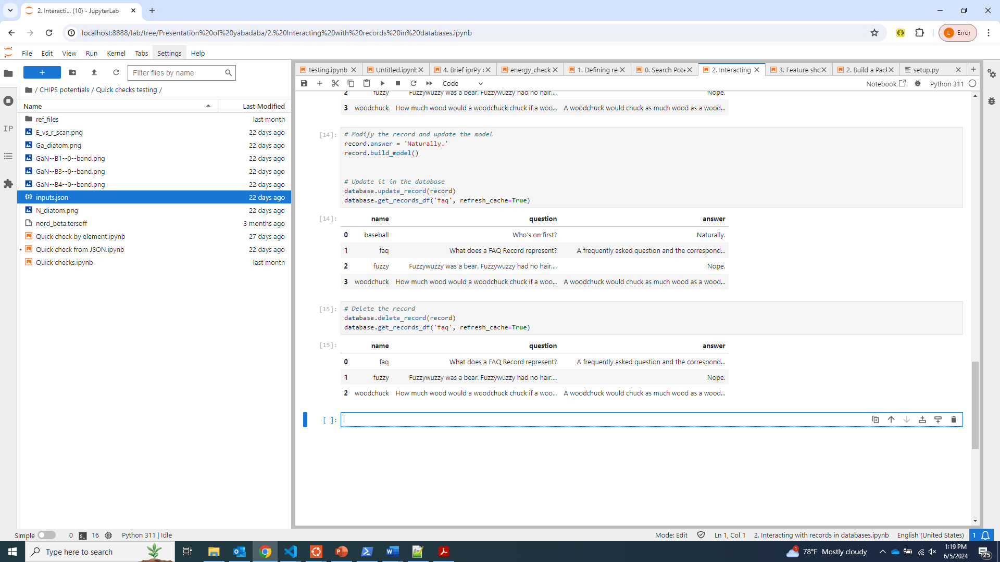 2. Interacti... (10) - JupyterLab
localhost:8888/lab/tree/Presentation%20of%20yabadaba/2.%20Interacting%20with%20records%20in%20databases.ipynb
L Error
File Edit View Run Kernel Tabs Settings Help
Filter files by name
/ CHIPS potentials / Quick checks testing /
Name Last Modified
ref_files last month
E_vs_r_scan.png 22 days ago
Ga_diatom.png 22 days ago
GaN--B1--0--band.png 22 days ago
GaN--B3--0--band.png 22 days ago
GaN--B4--0--band.png 22 days ago
inputs.json 22 days ago
N_diatom.png 22 days ago
nord_beta.tersoff 3 months ago
Quick check by element.ipynb 27 days ago
Quick check from JSON.ipynb 22 days ago
Quick checks.ipynb last month
IP
testing.ipynb Untitled.ipynb 4. Brief iprPy energy_check 1. Defining re 0. Search Pote 2. Interacting 3. Feature sho 2. Build a Pack setup.py
Code Notebook Python 311
2 fuzzy Fuzzywuzzy was a bear. Fuzzywuzzy had no hair.... Nope.
3 woodchuck How much wood would a woodchuck chuck if a woo... A woodchuck would chuck as much wood as a wood...
[14]: # Modify the record and update the model
record.answer = 'Naturally.'
record.build_model()
# Update it in the database
database.update_record(record)
database.get_records_df('faq', refresh_cache=True)
[14]: name question answer
0 baseball Who's on first? Naturally.
1 faq What does a FAQ Record represent? A frequently asked question and the correspond...
2 fuzzy Fuzzywuzzy was a bear. Fuzzywuzzy had no hair.... Nope.
3 woodchuck How much wood would a woodchuck chuck if a woo... A woodchuck would chuck as much wood as a wood...
[15]: # Delete the record
database.delete_record(record)
database.get_records_df('faq', refresh_cache=True)
[15]: name question answer
0 faq What does a FAQ Record represent? A frequently asked question and the correspond...
1 fuzzy Fuzzywuzzy was a bear. Fuzzywuzzy had no hair.... Nope.
2 woodchuck How much wood would a woodchuck chuck if a woo... A woodchuck would chuck as much wood as a wood...
[ ]:
Simple 0 16 Python 311 | Idle Mode: Edit Ln 1, Col 1 2. Interacting with records in databases.ipynb English (United States) 1
Type here to search 1 78°F Mostly cloudy 1:19 PM
6/5/2024 25